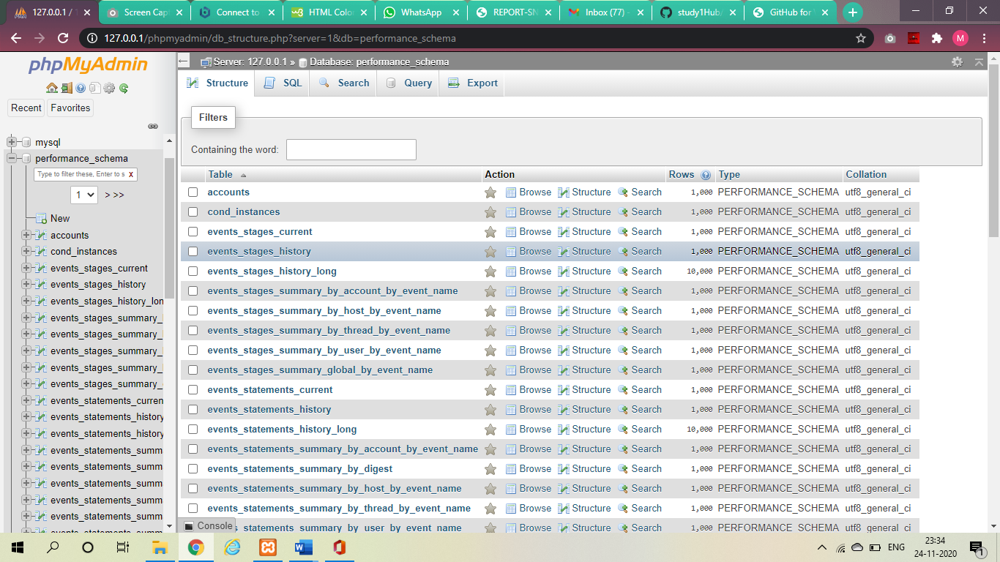 127.0.0.1 /
Screen Cap
Connect to
HTML Colo
WhatsApp
REPORT-SN
Inbox (77) -
study1Hub/
GitHub for
127.0.0.1/phpmyadmin/db_structure.php?server=1&db=performance_schema
M
phpMyAdmin
Recent Favorites
mysql
performance_schema
Type to filter these, Enter to s X
1 > >>
New
accounts
cond_instances
events_stages_current
events_stages_history
events_stages_history_lon
events_stages_summary_
events_stages_summary_
events_stages_summary_
events_stages_summary_
events_stages_summary_
events_statements_curren
events_statements_history
events_statements_history
events_statements_summ
events_statements_summ
events_statements_summ
events_statements_summ
events_statements_summ
events_statements_summ
Server: 127.0.0.1 » Database: performance_schema
Structure SQL Search Query Export
Filters
Containing the word:
Table Action Rows Type Collation
accounts Browse Structure Search 1,000 PERFORMANCE_SCHEMA utf8_general_ci
cond_instances Browse Structure Search 1,000 PERFORMANCE_SCHEMA utf8_general_ci
events_stages_current Browse Structure Search 1,000 PERFORMANCE_SCHEMA utf8_general_ci
events_stages_history Browse Structure Search 1,000 PERFORMANCE_SCHEMA utf8_general_ci
events_stages_history_long Browse Structure Search 10,000 PERFORMANCE_SCHEMA utf8_general_ci
events_stages_summary_by_account_by_event_name Browse Structure Search 1,000 PERFORMANCE_SCHEMA utf8_general_ci
events_stages_summary_by_host_by_event_name Browse Structure Search 1,000 PERFORMANCE_SCHEMA utf8_general_ci
events_stages_summary_by_thread_by_event_name Browse Structure Search 1,000 PERFORMANCE_SCHEMA utf8_general_ci
events_stages_summary_by_user_by_event_name Browse Structure Search 1,000 PERFORMANCE_SCHEMA utf8_general_ci
events_stages_summary_global_by_event_name Browse Structure Search 1,000 PERFORMANCE_SCHEMA utf8_general_ci
events_statements_current Browse Structure Search 1,000 PERFORMANCE_SCHEMA utf8_general_ci
events_statements_history Browse Structure Search 1,000 PERFORMANCE_SCHEMA utf8_general_ci
events_statements_history_long Browse Structure Search 10,000 PERFORMANCE_SCHEMA utf8_general_ci
events_statements_summary_by_account_by_event_name Browse Structure Search 1,000 PERFORMANCE_SCHEMA utf8_general_ci
events_statements_summary_by_digest Browse Structure Search 1,000 PERFORMANCE_SCHEMA utf8_general_ci
events_statements_summary_by_host_by_event_name Browse Structure Search 1,000 PERFORMANCE_SCHEMA utf8_general_ci
events_statements_summary_by_thread_by_event_name Browse Structure Search 1,000 PERFORMANCE_SCHEMA utf8_general_ci
s_statements_summary_by_user_by_event_name Browse Structure Search 1,000 PERFORMANCE_SCHEMA utf8_general_ci
Console
ENG
23:34
24-11-2020
1